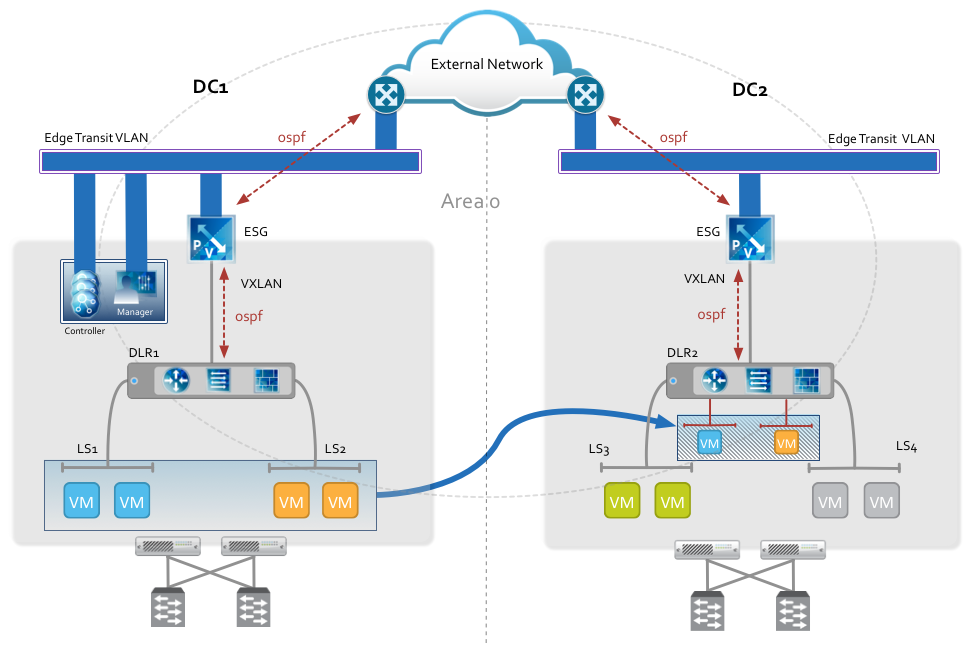 External Network
DC1
DC2
Edge Transit VLAN
ospf
ospf
Edge Transit VLAN
Area 0
P
V
ESG
ESG
P
V
VXLAN
VXLAN
Manager
Controller
ospf
ospf
DLR1
DLR2
LS1
LS2
LS3
VM
VM
LS4
VM
VM
VM
VM
VM
VM
VM
VM